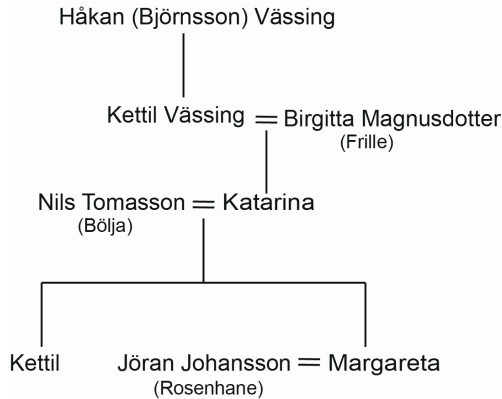 Håkan (Björnsson) Vässing
Kettil Vässing = Birgitta Magnusdotter
(Frille)
Nils Tomasson = Katarina
(Bölja)
Kettil
Jöran Johansson = Margareta
(Rosenhane)